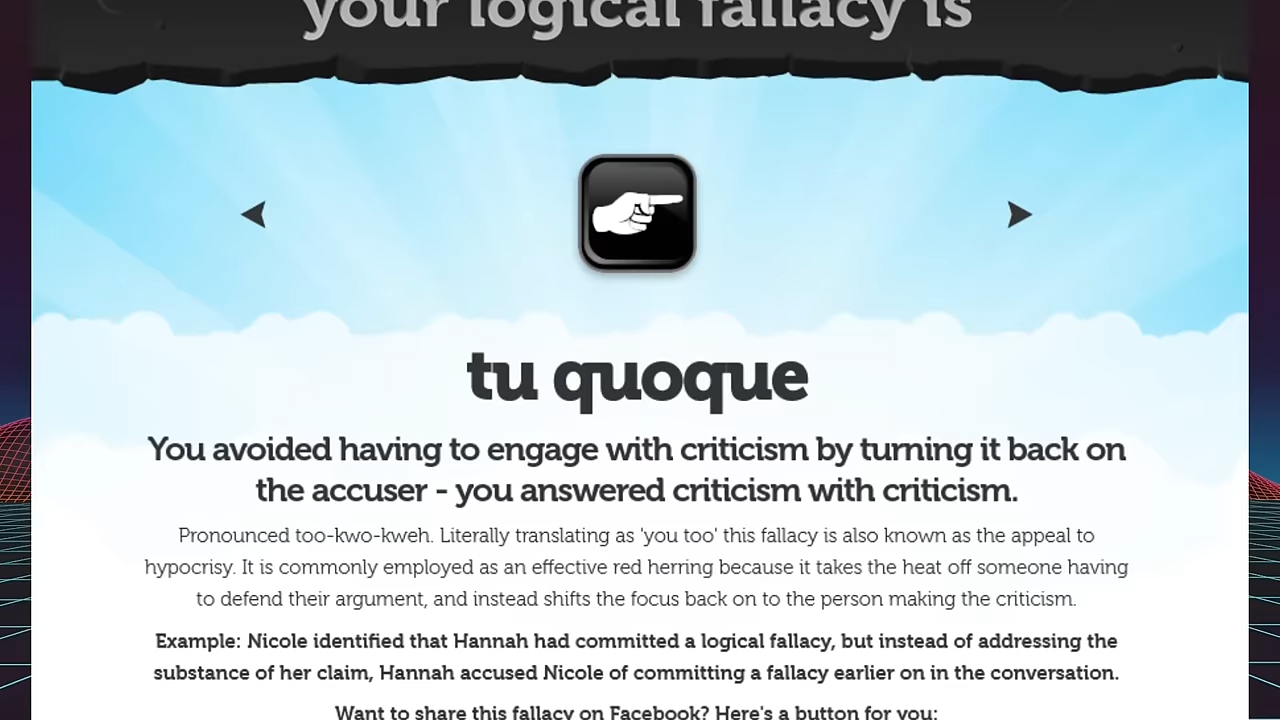 your logical fallacy is
tu quoque
You avoided having to engage with criticism by turning it back on
the accuser - you answered criticism with criticism.
Pronounced too-kwo-kweh. Literally translating as 'you too' this fallacy is also known as the appeal to
hypocrisy. It is commonly employed as an effective red herring because it takes the heat off someone having
to defend their argument, and instead shifts the focus back on to the person making the criticism.
Example: Nicole identified that Hannah had committed a logical fallacy, but instead of addressing the
substance of her claim, Hannah accused Nicole of committing a fallacy earlier on in the conversation.
Want to share this fallacy on Facebook? Here's a button for you: